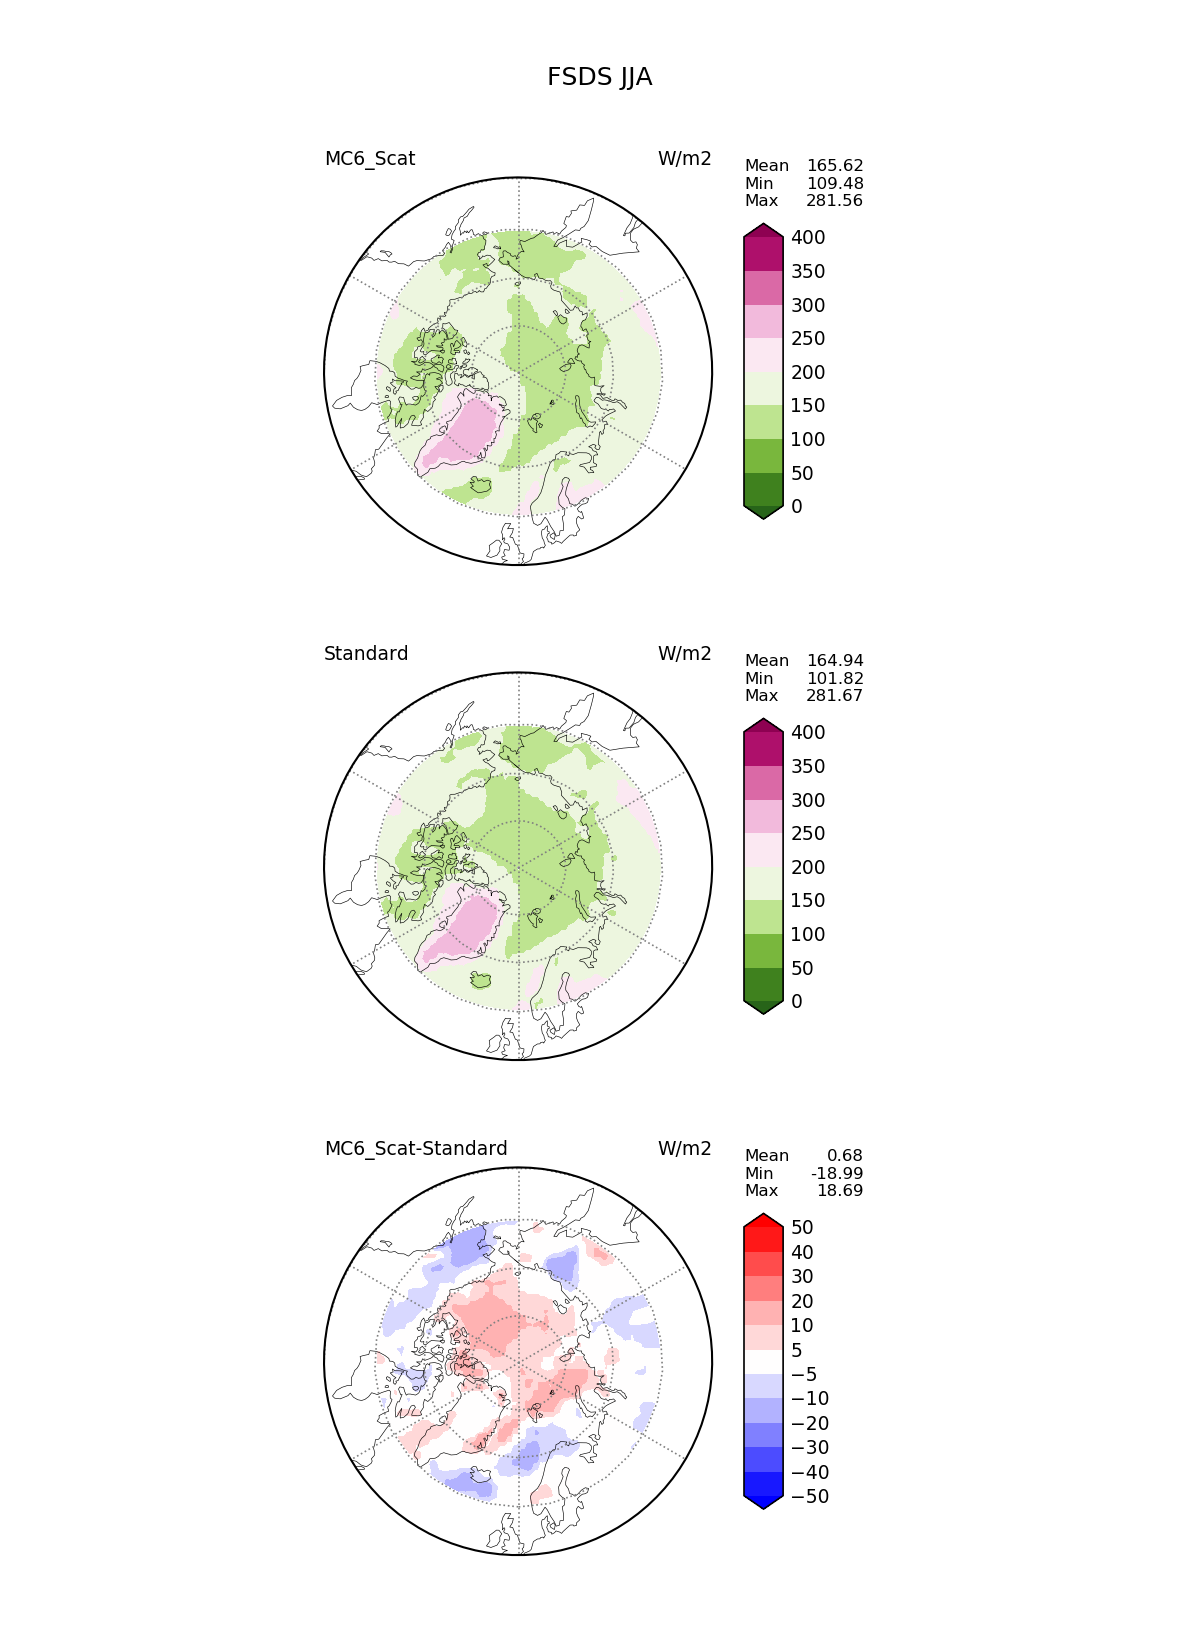 FSDS JJA
MC6_Scat W/m2
Mean 165.62
Min 109.48
Max 281.56
400
350
300
250
200
150
100
50
0
Standard W/m2
Mean 164.94
Min 101.82
Max 281.67
400
350
300
250
200
150
100
50
0
MC6_Scat-Standard W/m2
Mean 0.68
Min -18.99
Max 18.69
50
40
30
20
10
5
−5
−10
−20
−30
−40
−50